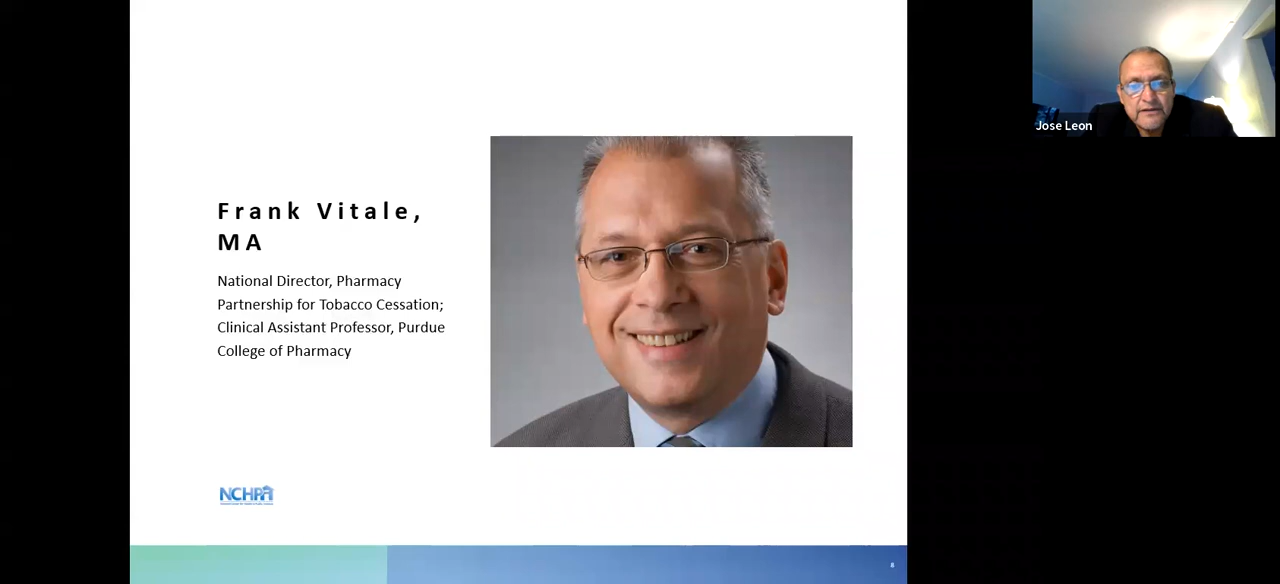 Frank Vitale,
MA
National Director, Pharmacy
Partnership for Tobacco Cessation;
Clinical Assistant Professor, Purdue
College of Pharmacy
NCHPH
8
Jose Leon